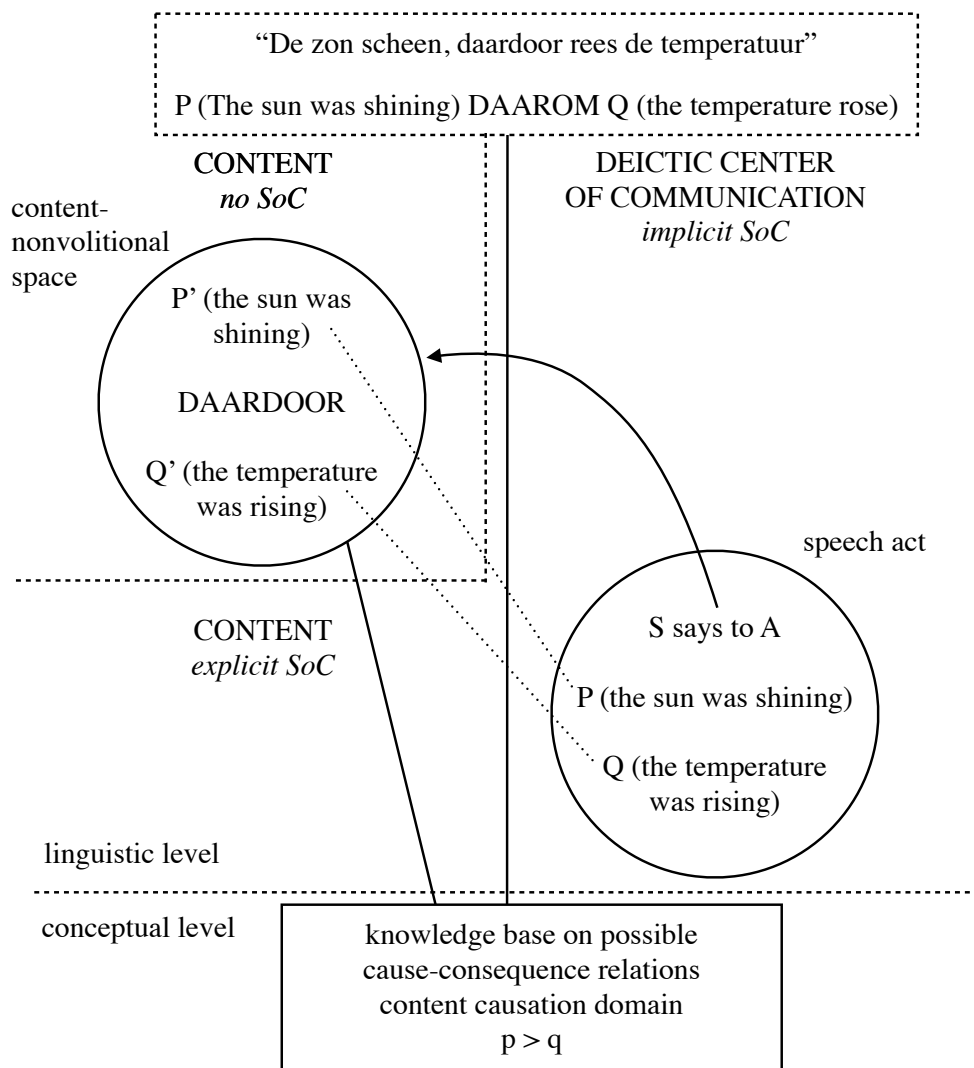 “De zon scheen, daardoor rees de temperatuur”
P (The sun was shining) DAAROM Q (the temperature rose)
CONTENT
no SoC
DEICTIC CENTER
OF COMMUNICATION
implicit SoC
content-
nonvolitional
space
P’ (the sun was
shining)
DAARDOOR
Q’ (the temperature
was rising)
speech act
S says to A
P (the sun was shining)
Q (the temperature
was rising)
CONTENT
explicit SoC
linguistic level
conceptual level
knowledge base on possible
cause-consequence relations
content causation domain
p > q